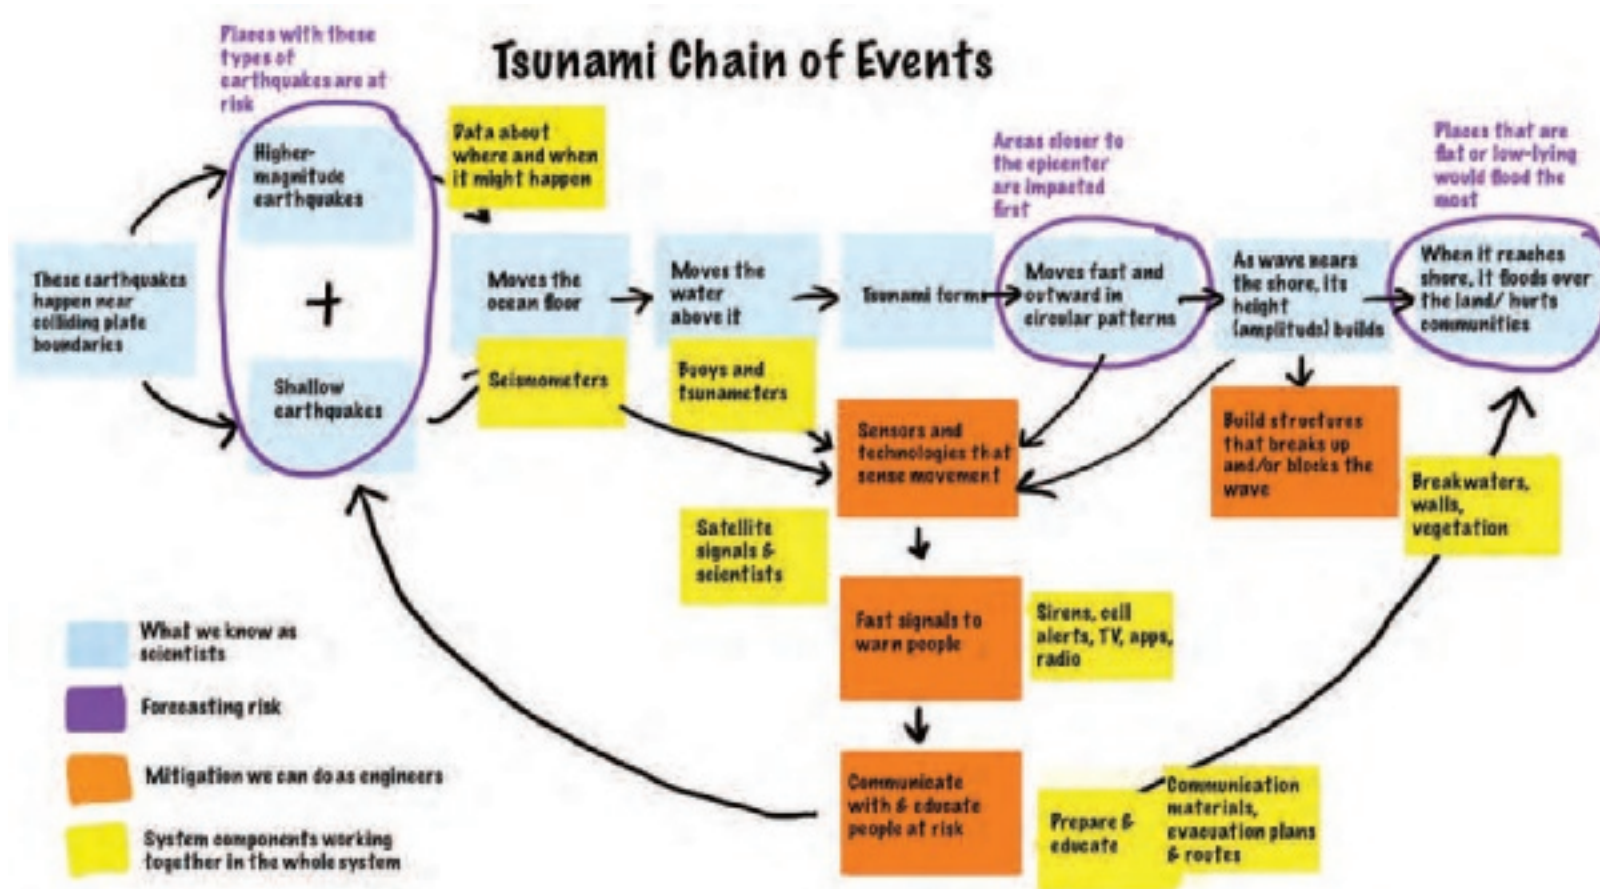 Tsunami Chain of Events
Places with these
types of
earthquakes are at
risk
Higher-
magnitude
earthquakes
+
Shallow
earthquakes
These earthquakes
happen near
colliding plate
boundaries
Data about
where and when
it might happen
Moves the
ocean floor
Seismometers
Moves the
water
above it
Buoys and
tsunameters
Tsunami forms
Areas closer to
the epicenter
are impacted
first
Moves fast and
outward in
circular patterns
As wave nears
the shore, its
height
(amplituds) builds
Places that are
flat or low-lying
would flood the
most
When it reaches
shore, it floods over
the land/ hurts
communities
Sensors and
technologies that
sense movement
Build structures
that breaks up
and/or blocks the
wave
Breakwaters,
walls,
vegetation
Satellite
signals &
scientists
Fast signals to
warn people
Sirens, cell
alerts, TV, apps,
radio
Communicate
with & educate
people at risk
Prepare &
educate
Communication
materials,
evacuation plans
& routes
What we know as
scientists
Forecasting risk
Mitigation we can do as engineers
System components working
together in the whole system